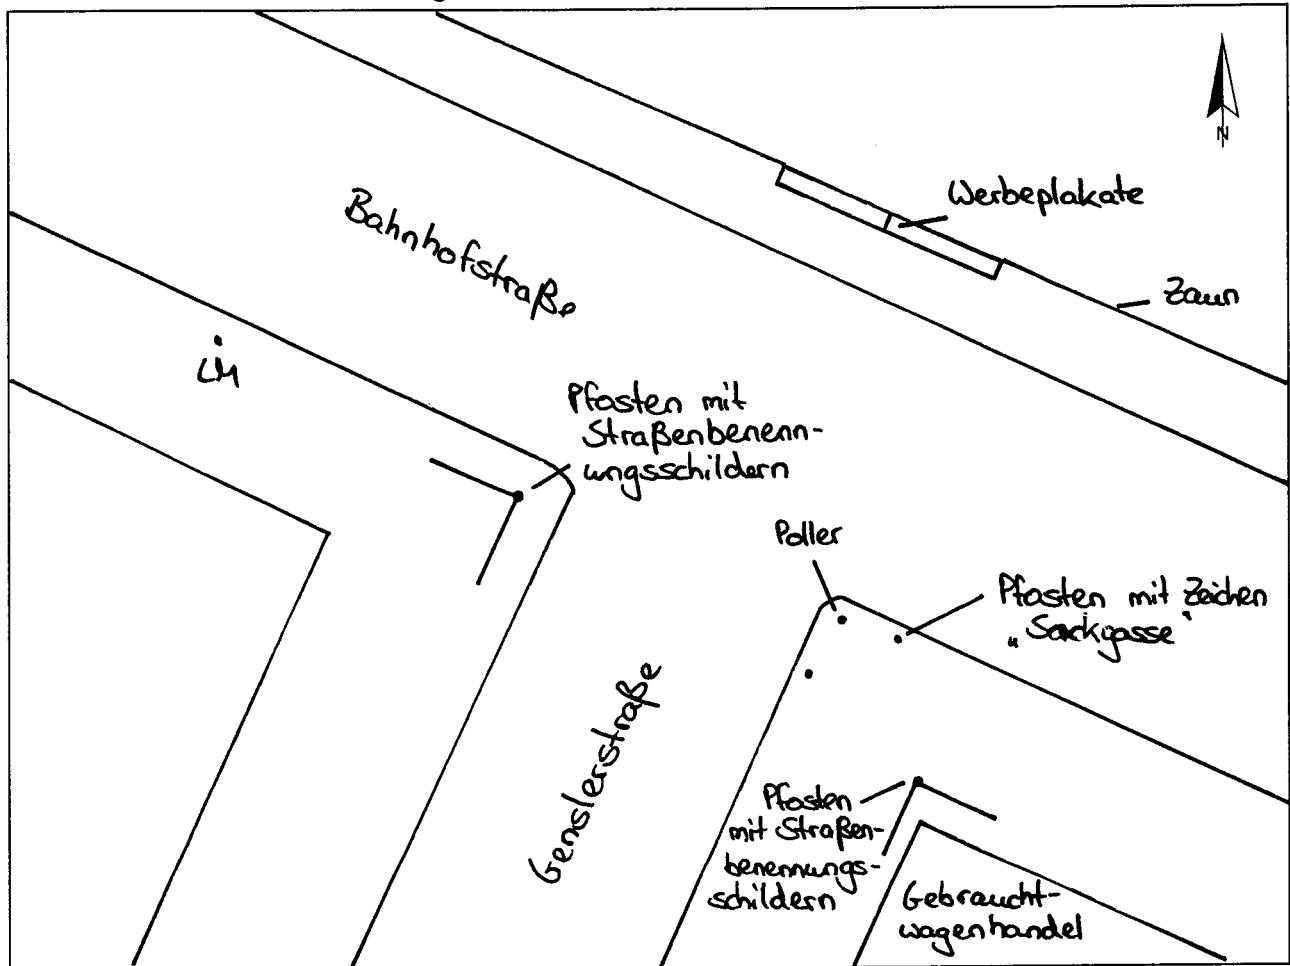 N
Werbeplakate
Bahnhofstraße
Zaun
LM
Pfosten mit
Straßenbenenn-
ungsschildern
Poller
Pfosten mit Zeichen
„Sackgasse“
Genslerstraße
Pfosten
mit Straßen-
benennungs-
schildern
Gebraucht-
wagenhandel